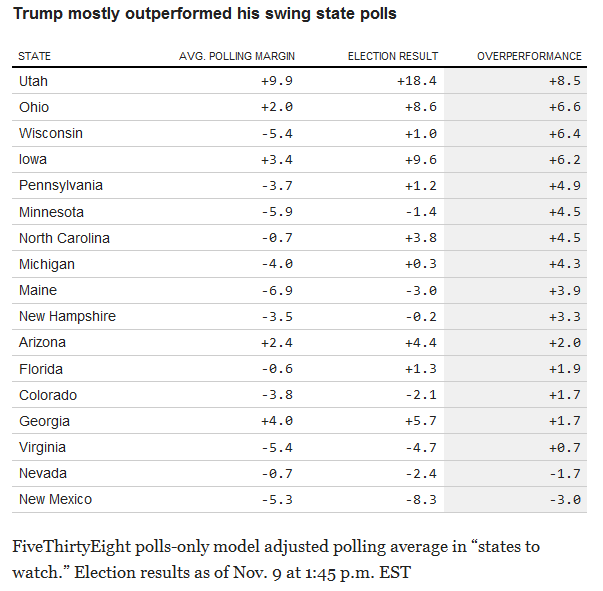 Trump mostly outperformed his swing state polls
STATE AVG. POLLING MARGIN ELECTION RESULT OVERPERFORMANCE
Utah +9.9 +18.4 +8.5
Ohio +2.0 +8.6 +6.6
Wisconsin -5.4 +1.0 +6.4
Iowa +3.4 +9.6 +6.2
Pennsylvania -3.7 +1.2 +4.9
Minnesota -5.9 -1.4 +4.5
North Carolina -0.7 +3.8 +4.5
Michigan -4.0 +0.3 +4.3
Maine -6.9 -3.0 +3.9
New Hampshire -3.5 -0.2 +3.3
Arizona +2.4 +4.4 +2.0
Florida -0.6 +1.3 +1.9
Colorado -3.8 -2.1 +1.7
Georgia +4.0 +5.7 +1.7
Virginia -5.4 -4.7 +0.7
Nevada -0.7 -2.4 -1.7
New Mexico -5.3 -8.3 -3.0
FiveThirtyEight polls-only model adjusted polling average in “states to
watch.” Election results as of Nov. 9 at 1:45 p.m. EST